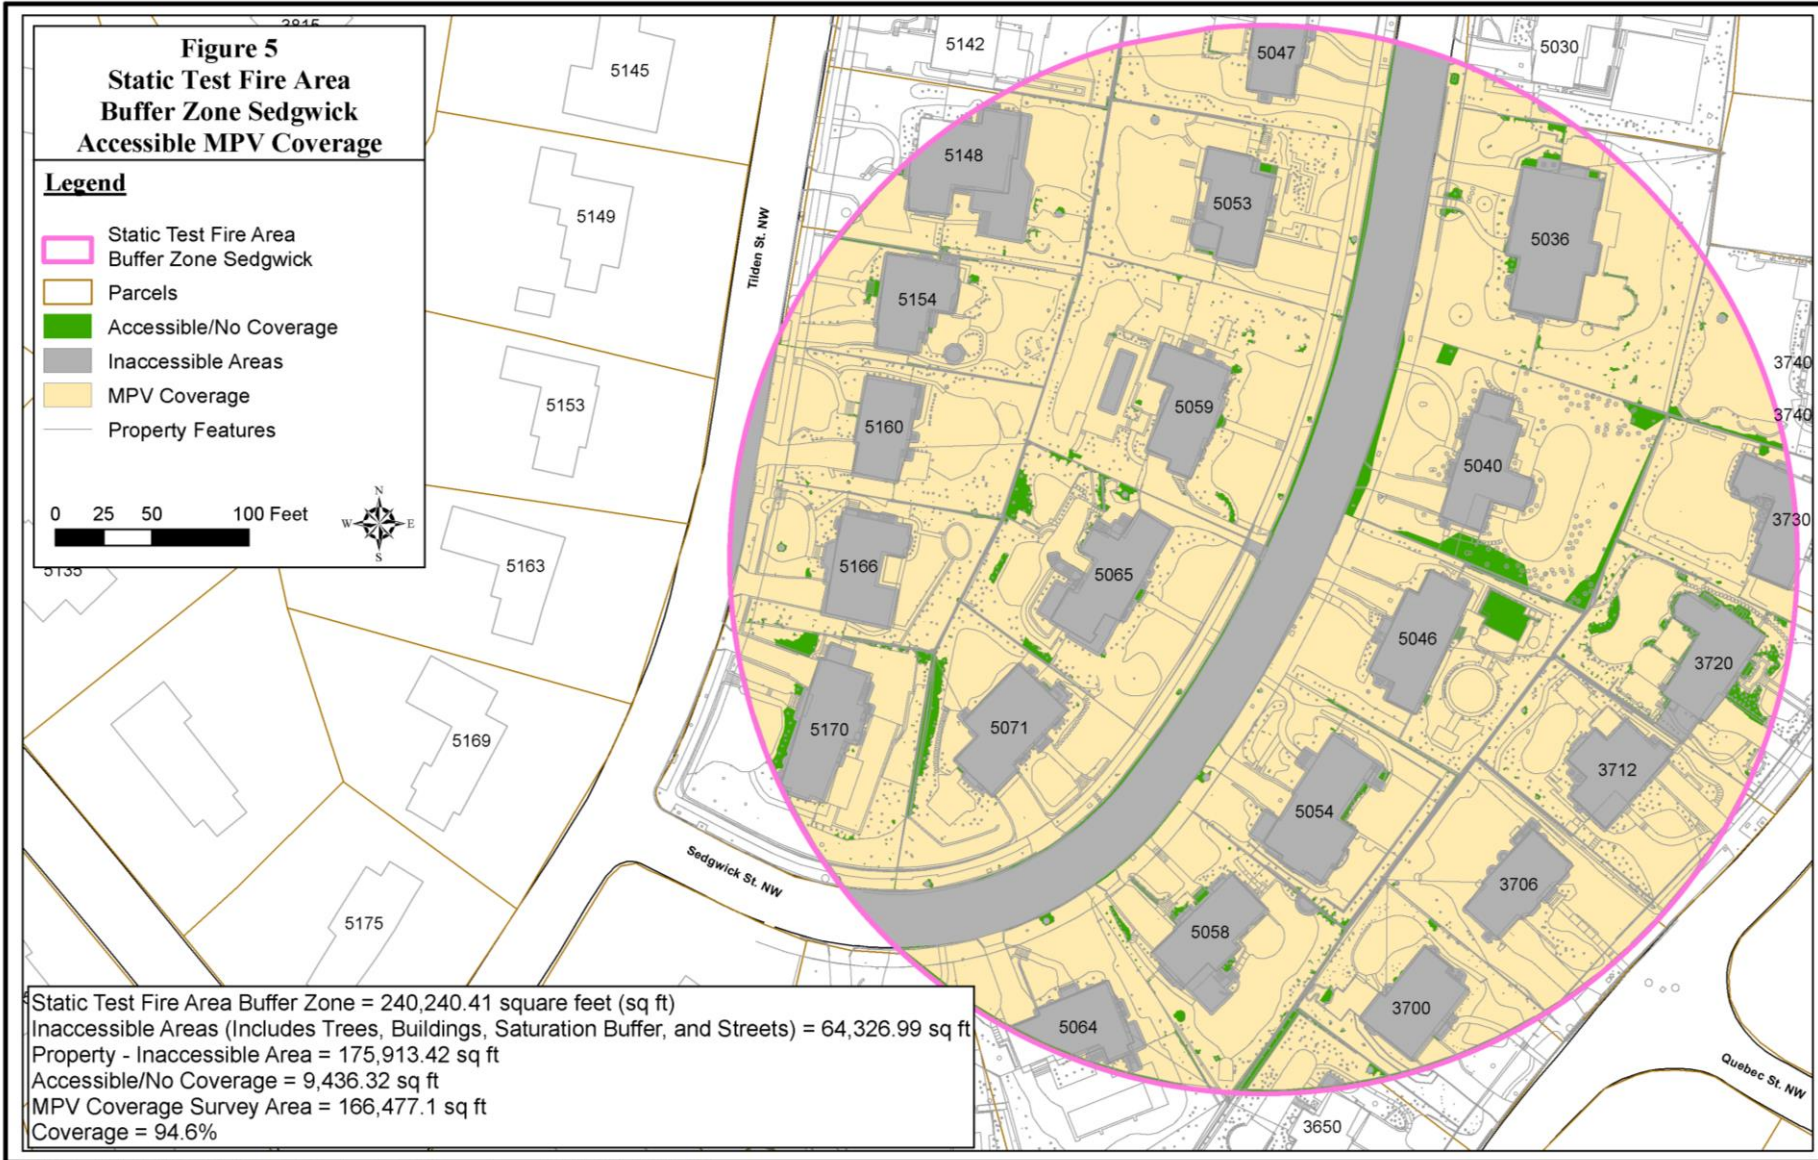 Figure 5
Static Test Fire Area
Buffer Zone Sedgwick
Accessible MPV Coverage
Legend
Static Test Fire Area
Buffer Zone Sedgwick
Parcels
Accessible/No Coverage
Inaccessible Areas
MPV Coverage
Property Features
0 25 50 100 Feet
N
W E
S
3815
5142
5047
5030
5145
5148
5149
5053
5036
Tilden St. NW
5154
3740
5153
5059
3740
5160
5040
3730
5163
5166
5065
5135
5046
3720
5169
5170
5071
3712
5054
Sedgwick St. NW
3706
5175
5058
3700
5064
Quebec St. NW
3650
Static Test Fire Area Buffer Zone = 240,240.41 square feet (sq ft)
Inaccessible Areas (Includes Trees, Buildings, Saturation Buffer, and Streets) = 64,326.99 sq ft
Property - Inaccessible Area = 175,913.42 sq ft
Accessible/No Coverage = 9,436.32 sq ft
MPV Coverage Survey Area = 166,477.1 sq ft
Coverage = 94.6%